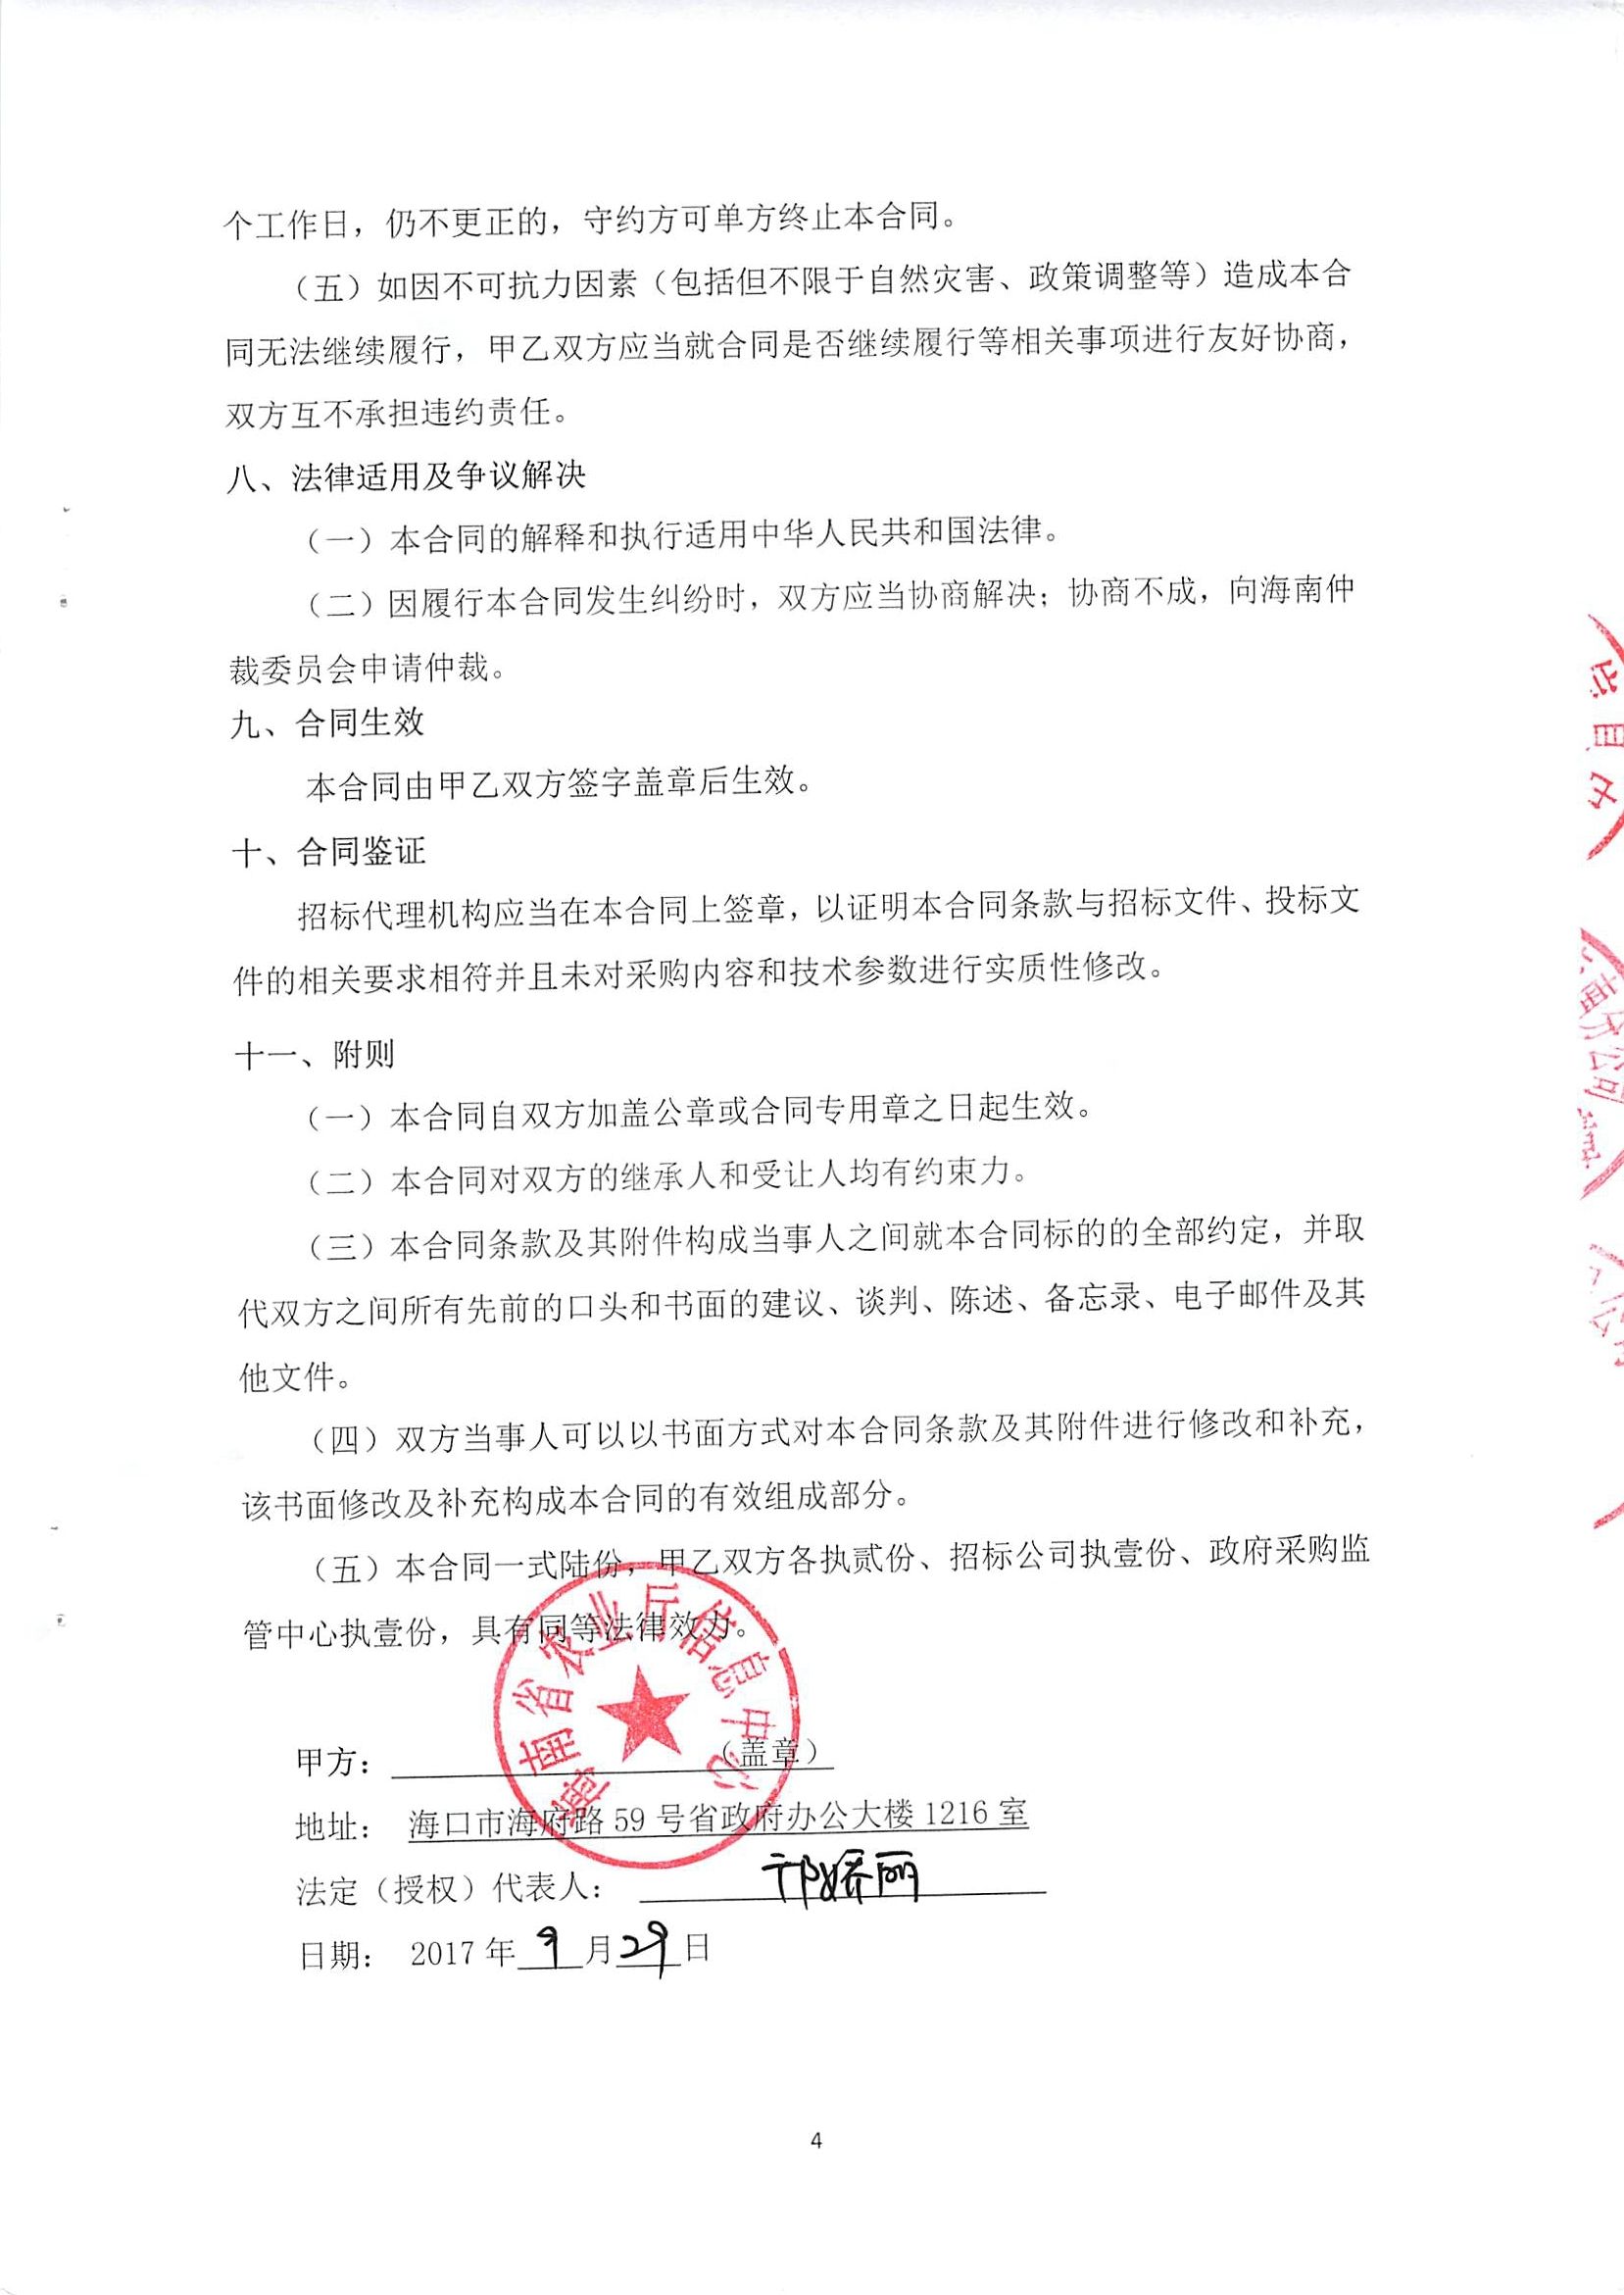 个工作日，仍不更正的，守约方可单方终止本合同。
（五）如因不可抗力因素（包括但不限于自然灾害、政策调整等）造成本合
同无法继续履行，甲乙双方应当就合同是否继续履行等相关事项进行友好协商，
双方互不承担违约责任。
八、法律适用及争议解决
（一）本合同的解释和执行适用中华人民共和国法律。
（二）因履行本合同发生纠纷时，双方应当协商解决；协商不成，向海南仲
裁委员会申请仲裁。
九、合同生效
本合同由甲乙双方签字盖章后生效。
十、合同鉴证
招标代理机构应当在本合同上签章，以证明本合同条款与招标文件、投标文
件的相关要求相符并且未对采购内容和技术参数进行实质性修改。
十一、附则
（一）本合同自双方加盖公章或合同专用章之日起生效。
（二）本合同对双方的继承人和受让人均有约束力。
（三）本合同条款及其附件构成当事人之间就本合同标的的全部约定，并取
代双方之间所有先前的口头和书面的建议、谈判、陈述、备忘录、电子邮件及其
他文件。
（四）双方当事人可以以书面方式对本合同条款及其附件进行修改和补充，
该书面修改及补充构成本合同的有效组成部分。
（五）本合同一式陆份，甲乙双方各执贰份、招标公司执壹份、政府采购监
管中心执壹份，具有同等法律效力。
海南省农业厅信息中心
甲方：（盖章）
地址： 海口市海府路 59 号省政府办公大楼 1216 室
法定（授权）代表人： 邝娇丽
日期： 2017 年 9 月 29 日
4